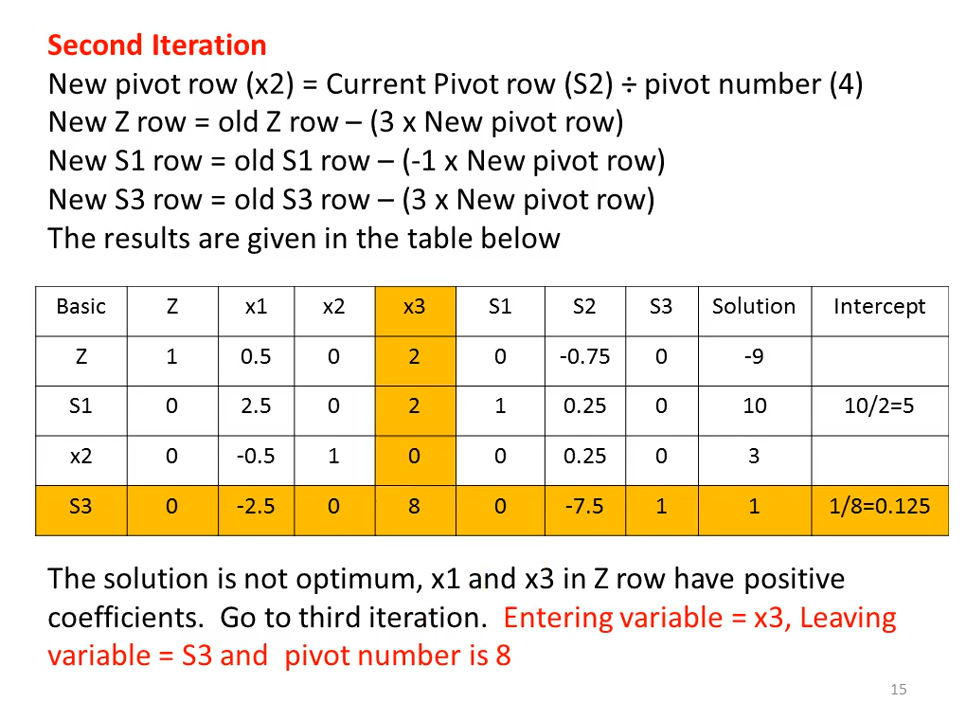 Second Iteration
New pivot row (x2) = Current Pivot row (S2) ÷ pivot number (4)
New Z row = old Z row – (3 x New pivot row)
New S1 row = old S1 row – (-1 x New pivot row)
New S3 row = old S3 row – (3 x New pivot row)
The results are given in the table below
Basic Z x1 x2 x3 S1 S2 S3 Solution Intercept
Z 1 0.5 0 2 0 -0.75 0 -9
S1 0 2.5 0 2 1 0.25 0 10 10/2=5
x2 0 -0.5 1 0 0 0.25 0 3
S3 0 -2.5 0 8 0 -7.5 1 1 1/8=0.125
The solution is not optimum, x1 and x3 in Z row have positive
coefficients. Go to third iteration. Entering variable = x3, Leaving
variable = S3 and pivot number is 8
15